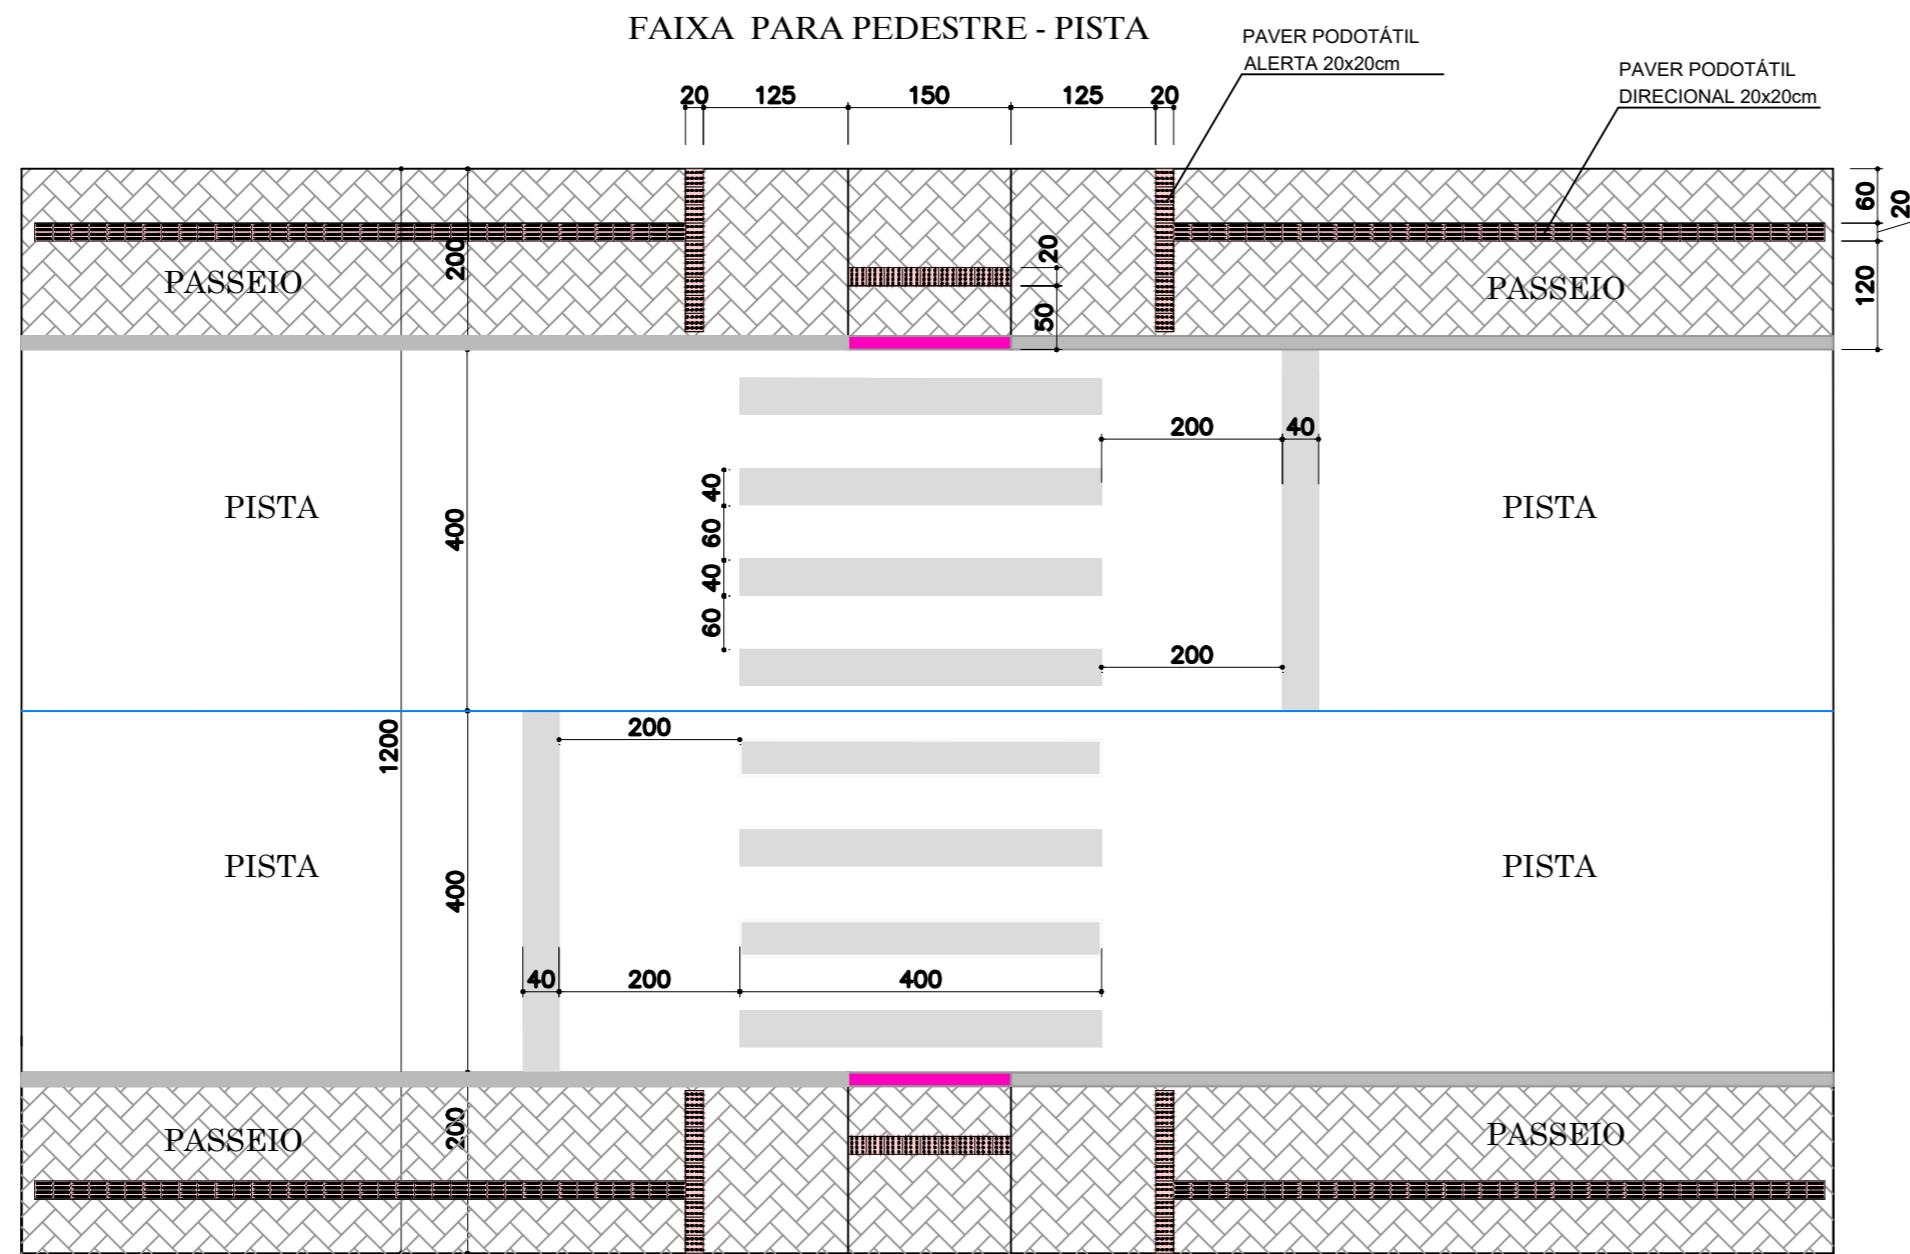 FAIXA PARA PEDESTRE - PISTA
PAVER PODOTÁTIL
ALERTA 20x20cm
PAVER PODOTÁTIL
DIRECIONAL 20x20cm
20 125 150 125 20
60
20
120
200
20
50
PASSEIO
PASSEIO
200 40
40
60
40
60
PISTA
400
PISTA
200
200
1200
PISTA
400
PISTA
40 200 400
200
PASSEIO
PASSEIO